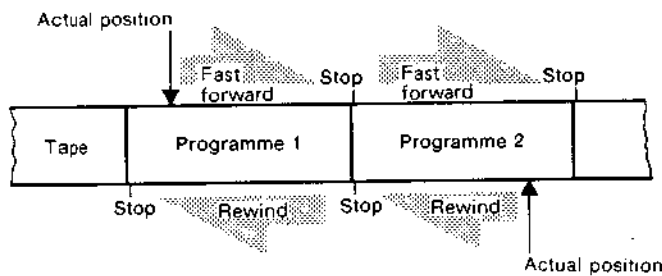 Actual position
Fast
forward
Stop
Fast
forward
Stop
Tape
Programme 1
Programme 2
Stop
Rewind
Stop
Rewind
Actual position